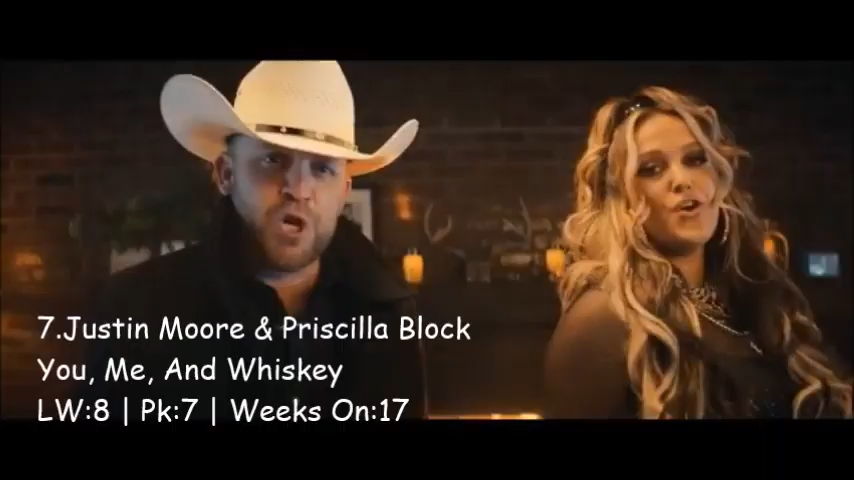 7.Justin Moore & Priscilla Block
You, Me, And Whiskey
LW:8 | Pk:7 | Weeks On:17